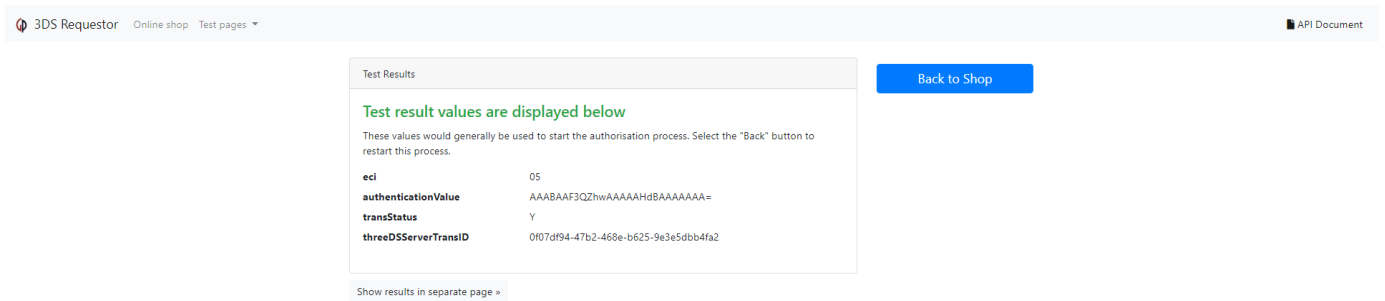 3DS Requestor Online shop Test pages API Document
Test Results
Back to Shop
Test result values are displayed below
These values would generally be used to start the authorisation process. Select the "Back" button to
restart this process.
eci 05
authenticationValue AAABAAF3QZhwAAAAAHdBAAAAAAA=
transStatus Y
threeDSServerTransID 0f07df94-47b2-468e-b625-9e3e5dbb4fa2
Show results in separate page »